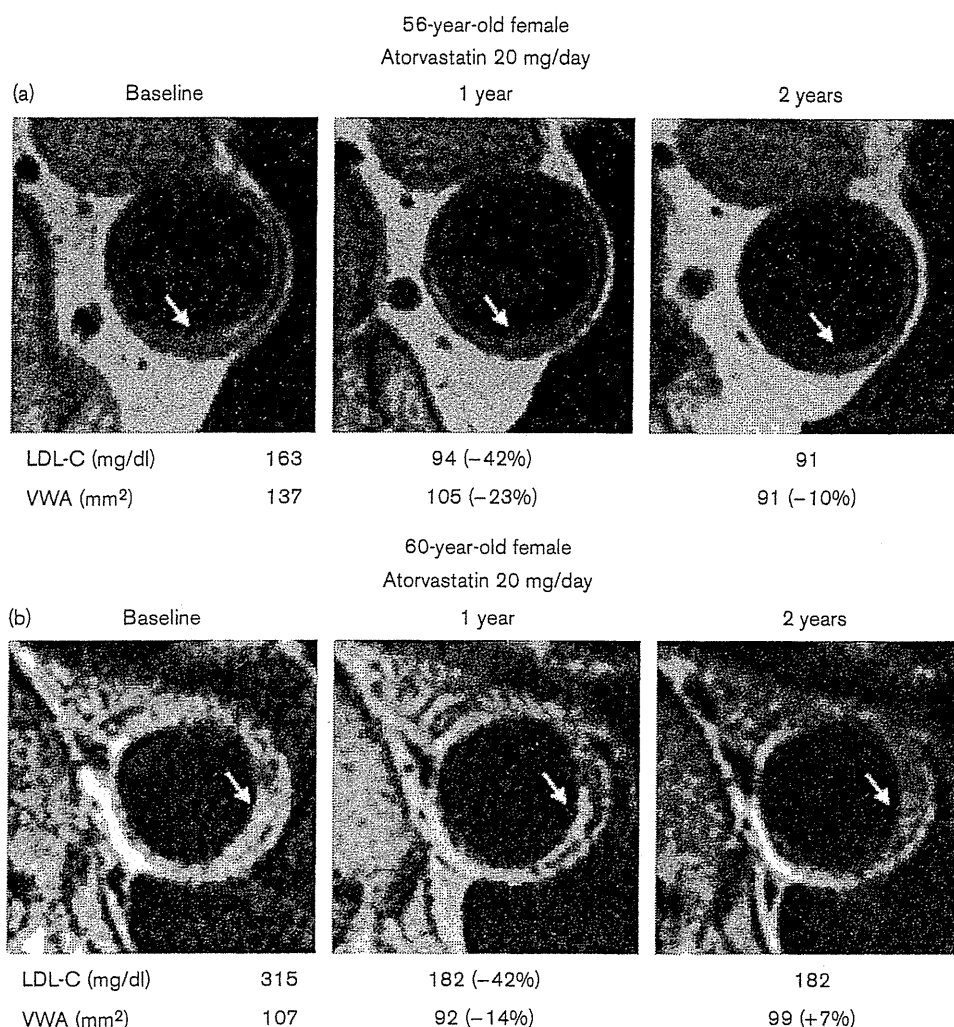 56-year-old female
Atorvastatin 20 mg/day
(a) Baseline 1 year 2 years
LDL-C (mg/dl) 163 94 (−42%) 91
VWA (mm²) 137 105 (−23%) 91 (−10%)
60-year-old female
Atorvastatin 20 mg/day
(b) Baseline 1 year 2 years
LDL-C (mg/dl) 315 182 (−42%) 182
VWA (mm²) 107 92 (−14%) 99 (+7%)